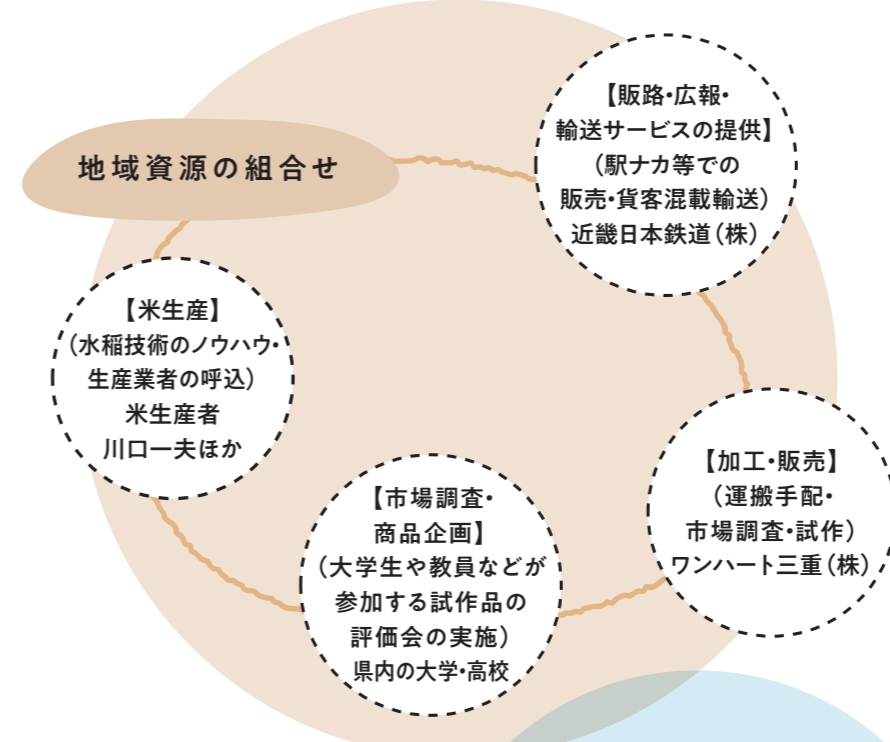 地域資源の組合せ
【販路・広報・
輸送サービスの提供】
（駅ナカ等での
販売・貨客混載輸送）
近畿日本鉄道（株）
【米生産】
（水稲技術のノウハウ・
生産業者の呼込）
米生産者
川口一夫ほか
【市場調査・
商品企画】
（大学生や教員などが
参加する試作品の
評価会の実施）
県内の大学・高校
【加工・販売】
（運搬手配・
市場調査・試作）
ワンハート三重（株）